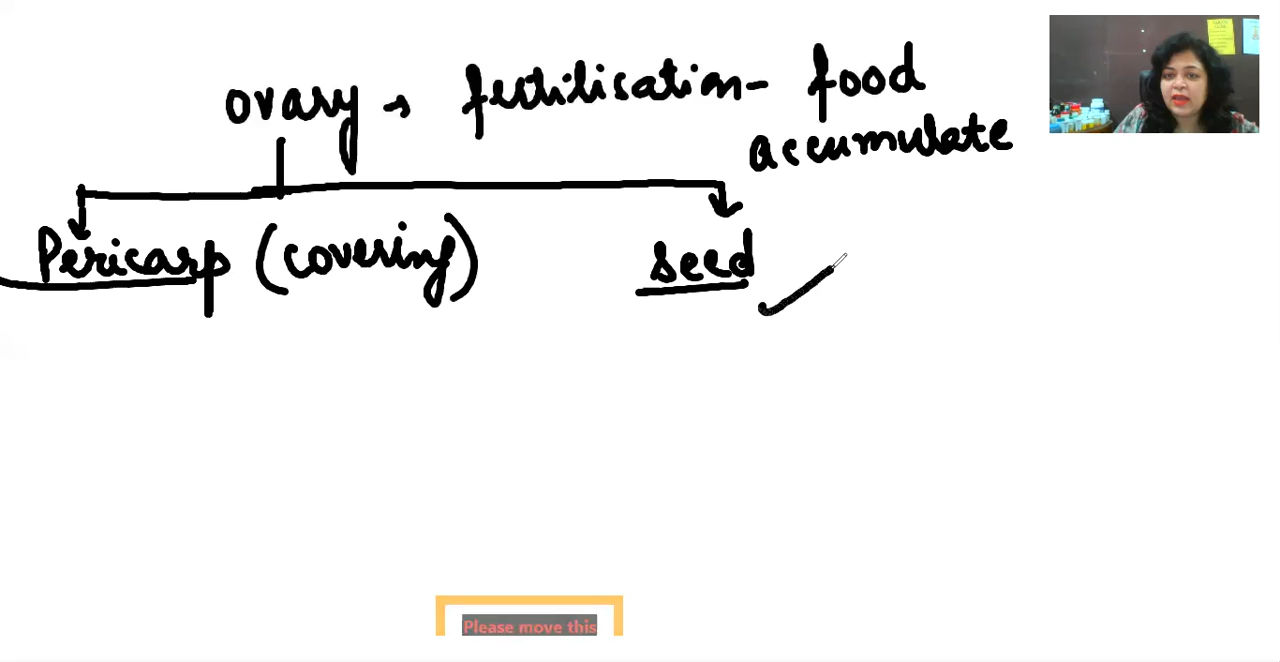 ovary → fertilisation - food
accumulate
Pericarp (covering) seed
Please move this